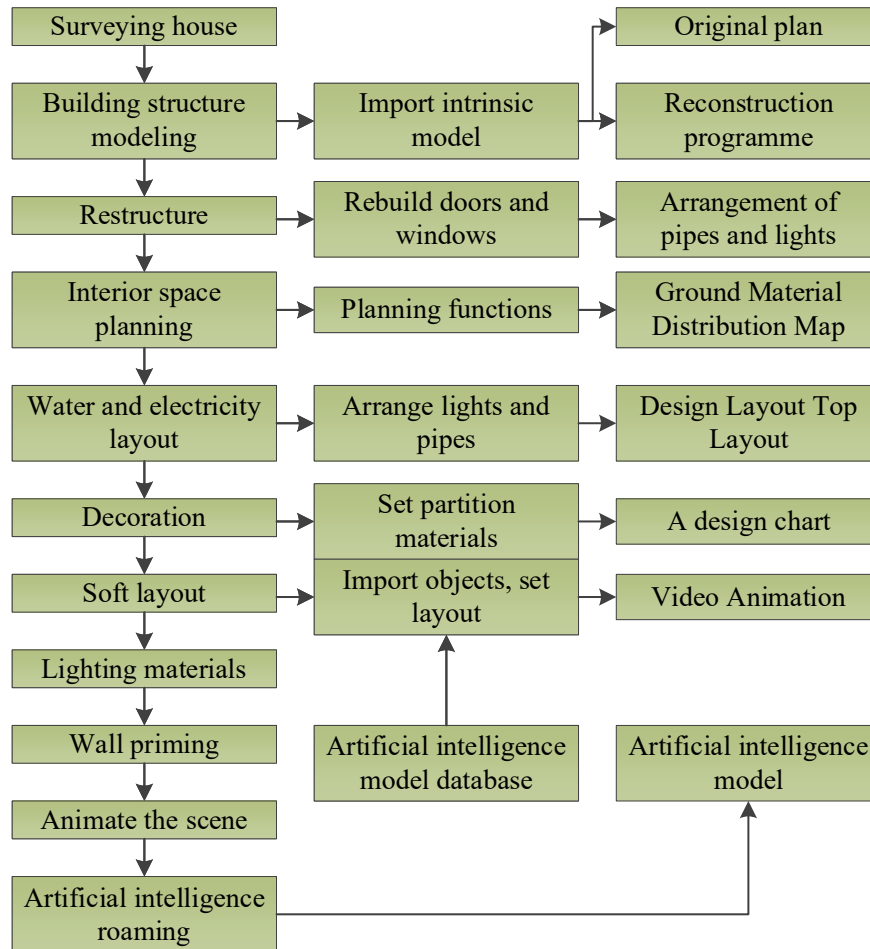 Surveying house
Original plan
Building structure
modeling
Import intrinsic
model
Reconstruction
programme
Restructure
Rebuild doors and
windows
Arrangement of
pipes and lights
Interior space
planning
Planning functions
Ground Material
Distribution Map
Water and electricity
layout
Arrange lights and
pipes
Design Layout Top
Layout
Decoration
Set partition
materials
A design chart
Soft layout
Import objects, set
layout
Video Animation
Lighting materials
Wall priming
Artificial intelligence
model database
Artificial intelligence
model
Animate the scene
Artificial intelligence
roaming